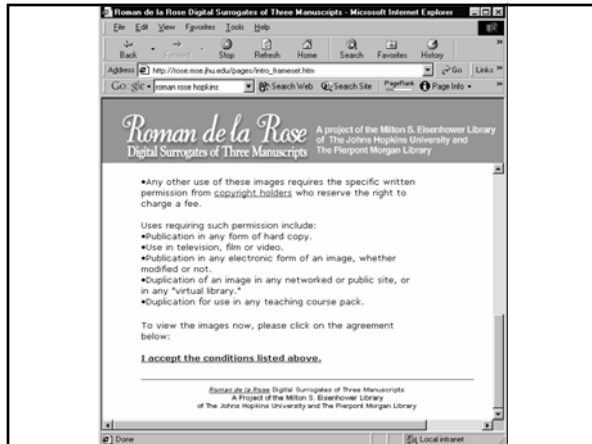 Roman de la Rose Digital Surrogates of Three Manuscripts - Microsoft Internet Explorer
File Edit View Favorites Tools Help
Back Forward Stop Refresh Home Search Favorites History
Address http://rose.mse.jhu.edu/pages/intro_frameset.htm Go Links
Google roman rose hopkins Search Web Search Site PageRank Page Info
Roman de la Rose
Digital Surrogates of Three Manuscripts
A project of the Milton S. Eisenhower Library
of The Johns Hopkins University and
The Pierpont Morgan Library
•Any other use of these images requires the specific written
permission from copyright holders who reserve the right to
charge a fee.
Uses requiring such permission include:
•Publication in any form of hard copy.
•Use in television, film or video.
•Publication in any electronic form of an image, whether
modified or not.
•Duplication of an image in any networked or public site, or
in any "virtual library."
•Duplication for use in any teaching course pack.
To view the images now, please click on the agreement
below:
I accept the conditions listed above.
Roman de la Rose Digital Surrogates of Three Manuscripts
A Project of the Milton S. Eisenhower Library
of The Johns Hopkins University and Pierpont Morgan Library
Done Local intranet